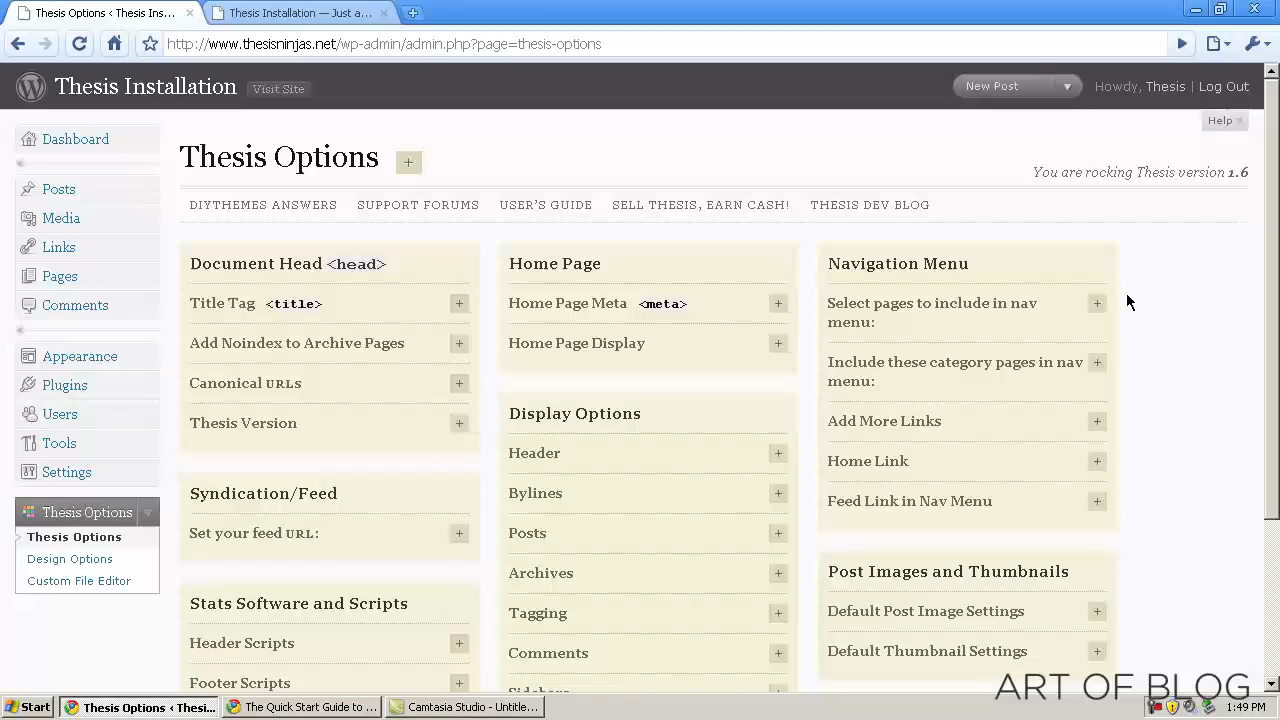 Thesis Options ‹ Thesis Ins...
Thesis Installation — Just a...
http://www.thesisninjas.net/wp-admin/admin.php?page=thesis-options
Thesis Installation
Visit Site
New Post
Howdy, Thesis | Log Out
Help
Dashboard
Posts
Media
Links
Pages
Comments
Appearance
Plugins
Users
Tools
Settings
Thesis Options
Thesis Options
Design Options
Custom File Editor
Thesis Options +
You are rocking Thesis version 1.6
DIYTHEMES ANSWERS
SUPPORT FORUMS
USER'S GUIDE
SELL THESIS, EARN CASH!
THESIS DEV BLOG
Document Head <head>
Title Tag <title> +
Add Noindex to Archive Pages +
Canonical URLs +
Thesis Version +
Syndication/Feed
Set your feed URL: +
Stats Software and Scripts
Header Scripts +
Footer Scripts +
Home Page
Home Page Meta <meta> +
Home Page Display +
Display Options
Header +
Bylines +
Posts +
Archives +
Tagging +
Comments +
Navigation Menu
Select pages to include in nav +
menu:
Include these category pages in nav +
menu:
Add More Links +
Home Link +
Feed Link in Nav Menu +
Post Images and Thumbnails
Default Post Image Settings +
Default Thumbnail Settings +
ART OF BLOG
Start
Thesis Options ‹ Thesi...
The Quick Start Guide to ...
Camtasia Studio - Untitle...
1:49 PM